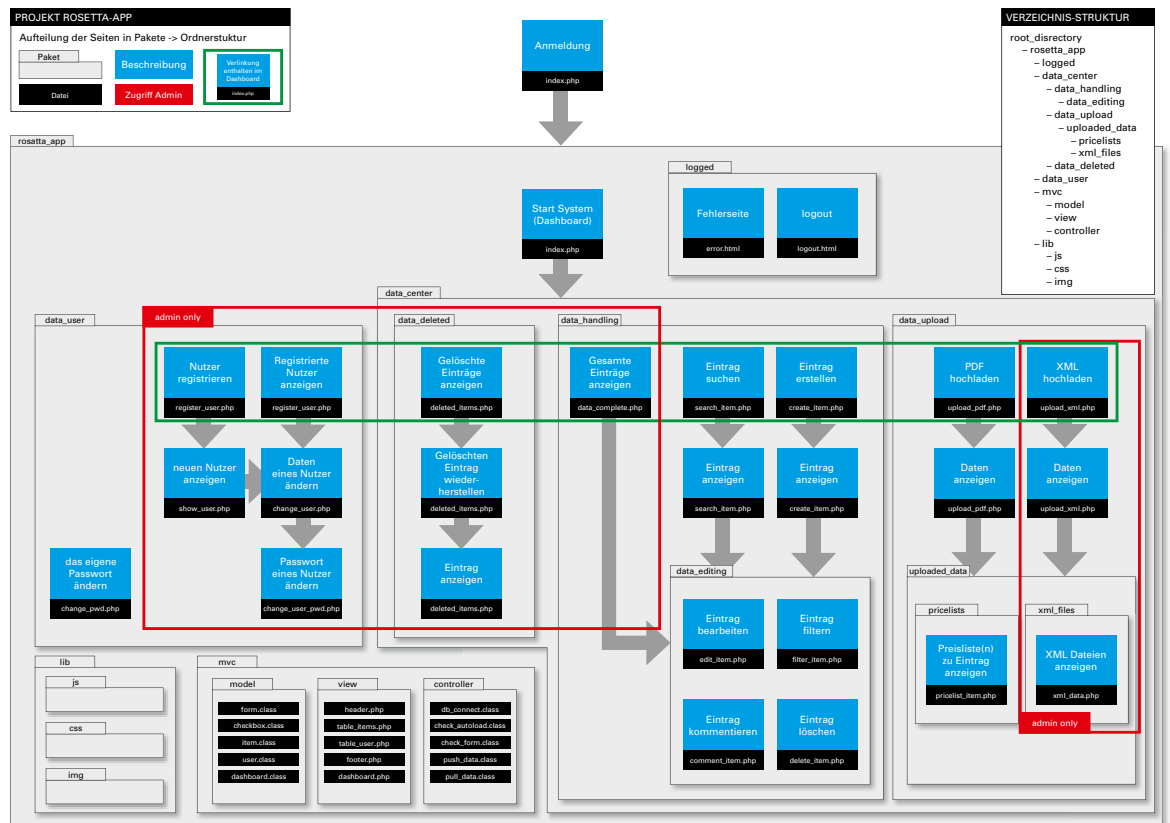 PROJEKT ROSETTA-APP
Aufteilung der Seiten in Pakete -> Ordnerstuktur
Paket
Datei
Beschreibung
Zugriff Admin
Verlinkung
enthalten im
Dashboard
index.php
Anmeldung
index.php
VERZEICHNIS-STRUKTUR
root_disrectory
– rosetta_app
– logged
– data_center
– data_handling
– data_editing
– data_upload
– uploaded_data
– pricelists
– xml_files
– data_deleted
– data_user
– mvc
– model
– view
– controller
– lib
– js
– css
– img
rosatta_app
Start System
(Dashboard)
index.php
logged
Fehlerseite
error.html
logout
logout.html
data_center
data_user
admin only
Nutzer
registrieren
register_user.php
Registrierte
Nutzer
anzeigen
register_user.php
neuen Nutzer
anzeigen
show_user.php
Daten
eines Nutzer
ändern
change_user.php
das eigene
Passwort
ändern
change_pwd.php
Passwort
eines Nutzer
ändern
change_user_pwd.php
data_deleted
Gelöschte
Einträge
anzeigen
deleted_items.php
Gelöschten
Eintrag
wieder-
herstellen
deleted_items.php
Eintrag
anzeigen
deleted_items.php
data_handling
Gesamte
Einträge
anzeigen
data_complete.php
Eintrag
suchen
search_item.php
Eintrag
erstellen
create_item.php
Eintrag
anzeigen
search_item.php
Eintrag
anzeigen
create_item.php
data_editing
Eintrag
bearbeiten
edit_item.php
Eintrag
filtern
filter_item.php
Eintrag
kommentieren
comment_item.php
Eintrag
löschen
delete_item.php
data_upload
PDF
hochladen
upload_pdf.php
XML
hochladen
upload_xml.php
Daten
anzeigen
upload_pdf.php
Daten
anzeigen
upload_xml.php
uploaded_data
pricelists
Preisliste(n)
zu Eintrag
anzeigen
pricelist_item.php
xml_files
XML Dateien
anzeigen
xml_data.php
admin only
lib
js
css
img
mvc
model
form.class
checkbox.class
item.class
user.class
dashboard.class
view
header.php
table_items.php
table_user.php
footer.php
dashboard.php
controller
db_connect.class
check_autoload.class
check_form.class
push_data.class
pull_data.class